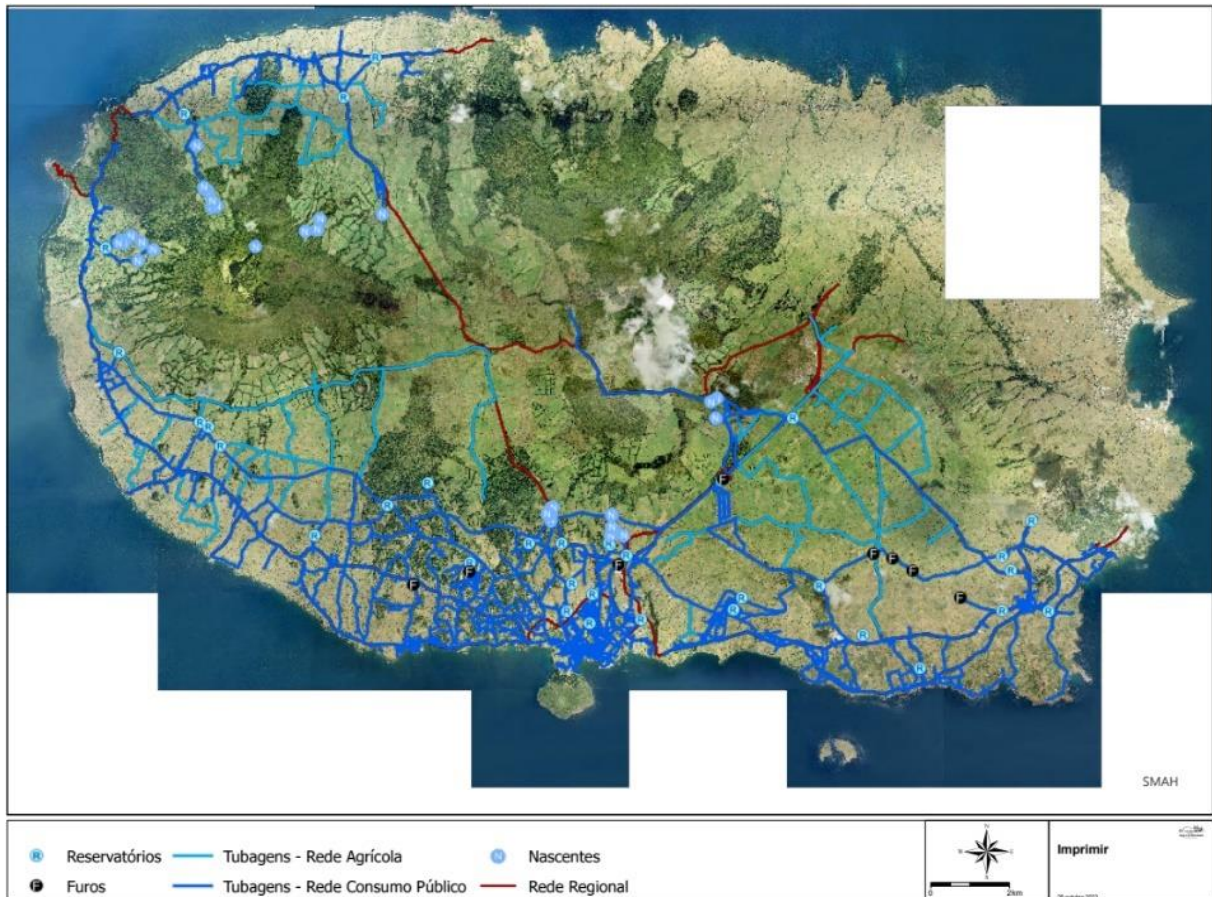 SMAH
Reservatórios
Tubagens - Rede Agrícola
Nascentes
Furos
Tubagens - Rede Consumo Público
Rede Regional
N
0 2km
Imprimir